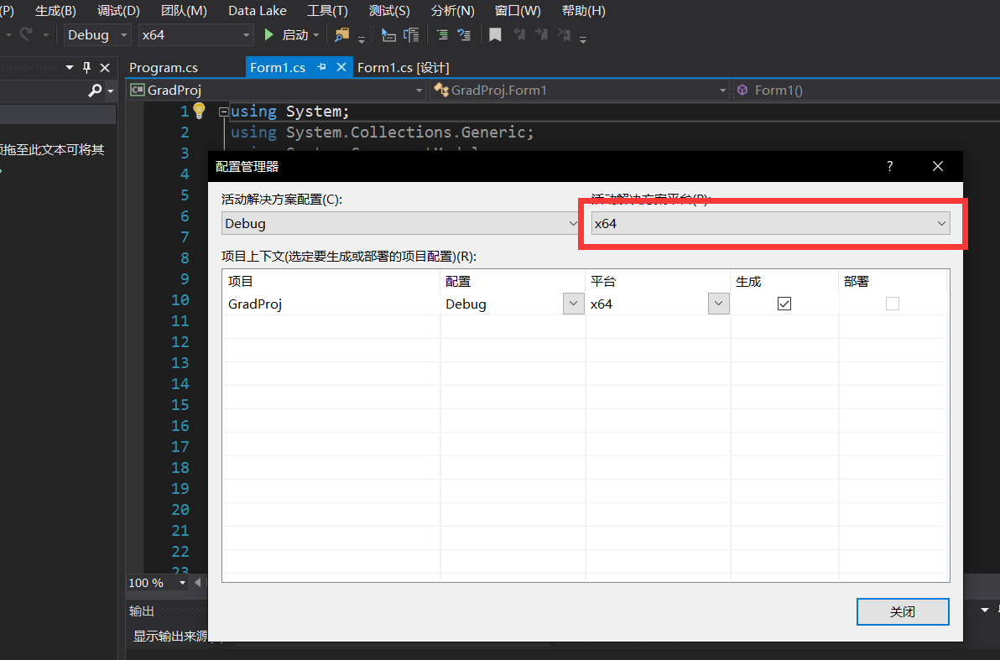 (P) 生成(B) 调试(D) 团队(M) Data Lake 工具(T) 测试(S) 分析(N) 窗口(W) 帮助(H)
Debug x64 启动
Program.cs Form1.cs Form1.cs [设计]
GradProj GradProj.Form1 Form1()
1 using System;
2 using System.Collections.Generic;
3
拖至此文本可将其
。
配置管理器 ?
4
5
活动解决方案配置(C): 活动解决方案平台(P):
6
Debug x64
7
8
项目上下文(选定要生成或部署的项目配置)(R):
9
项目 配置 平台 生成 部署
10
GradProj Debug x64
11
12
13
14
15
16
17
18
19
20
21
22
23
100 %
输出 关闭
显示输出来源